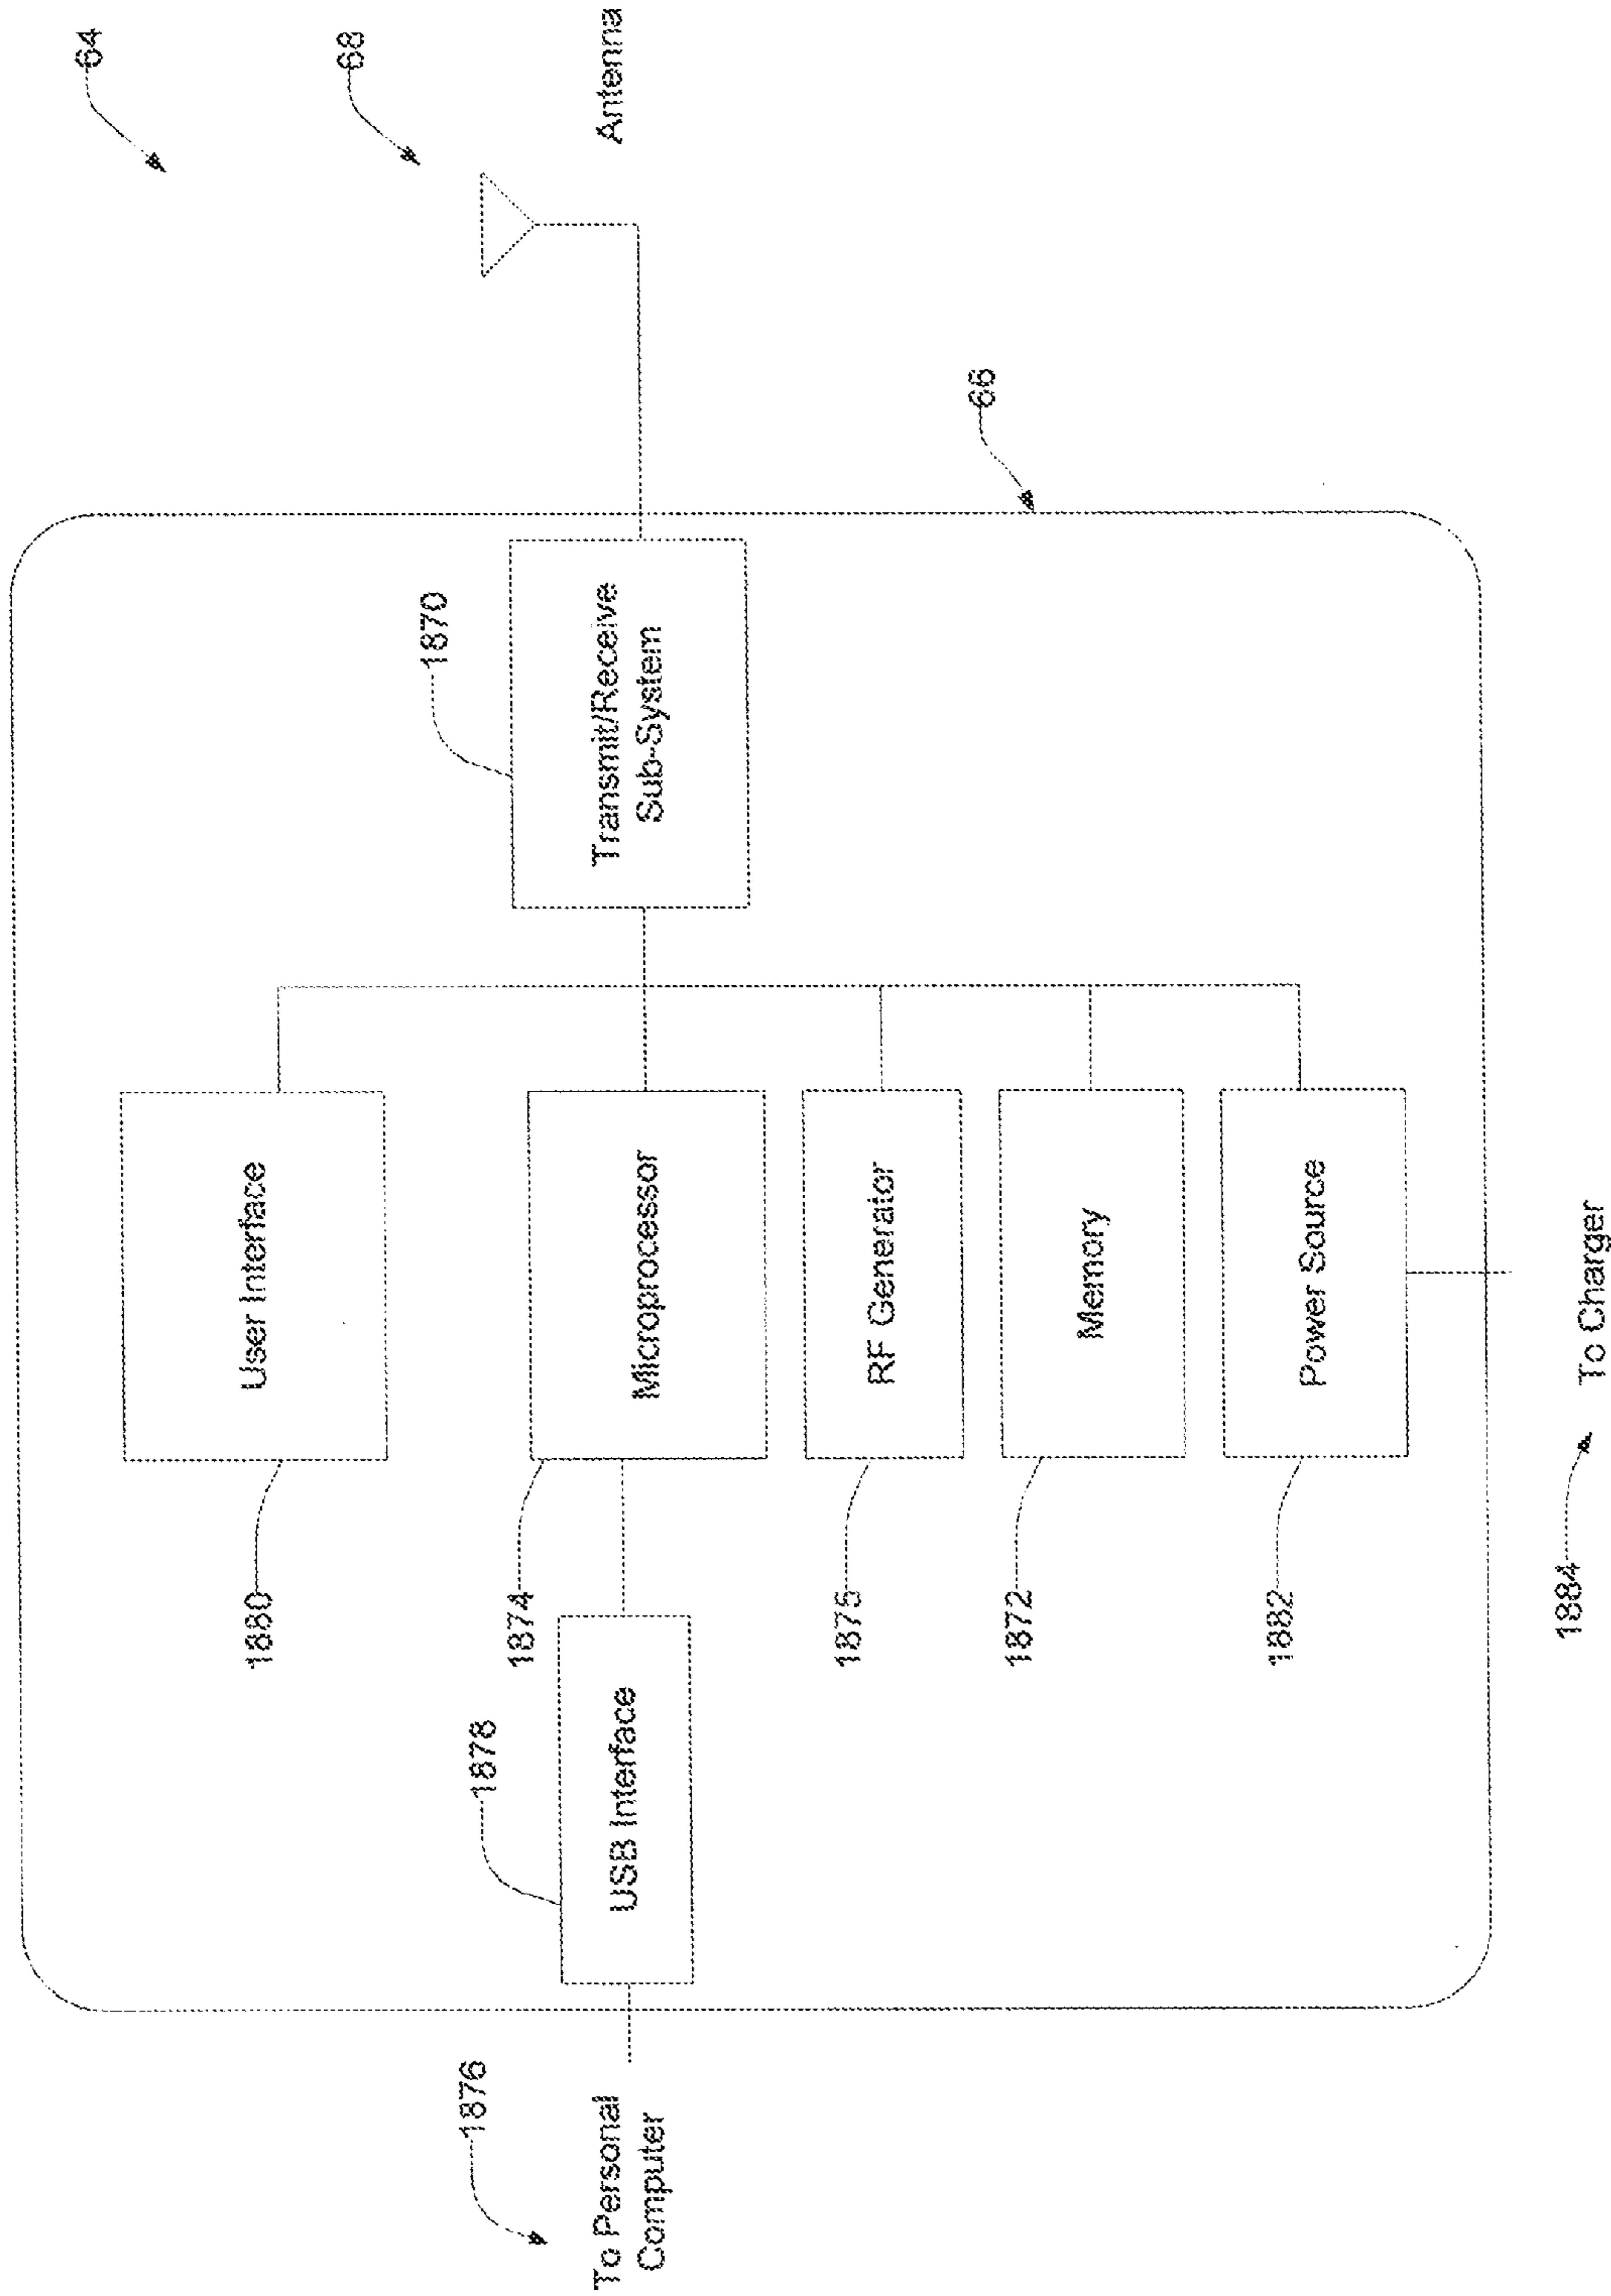 64
1880
User Interface
68
1870
1876
1878
1874
To Personal
Computer
USB Interface
Microprocessor
Transmit/Receive
Sub-System
Antenna
1875
RF Generator
66
1872
Memory
1882
Power Source
1884
To Charger